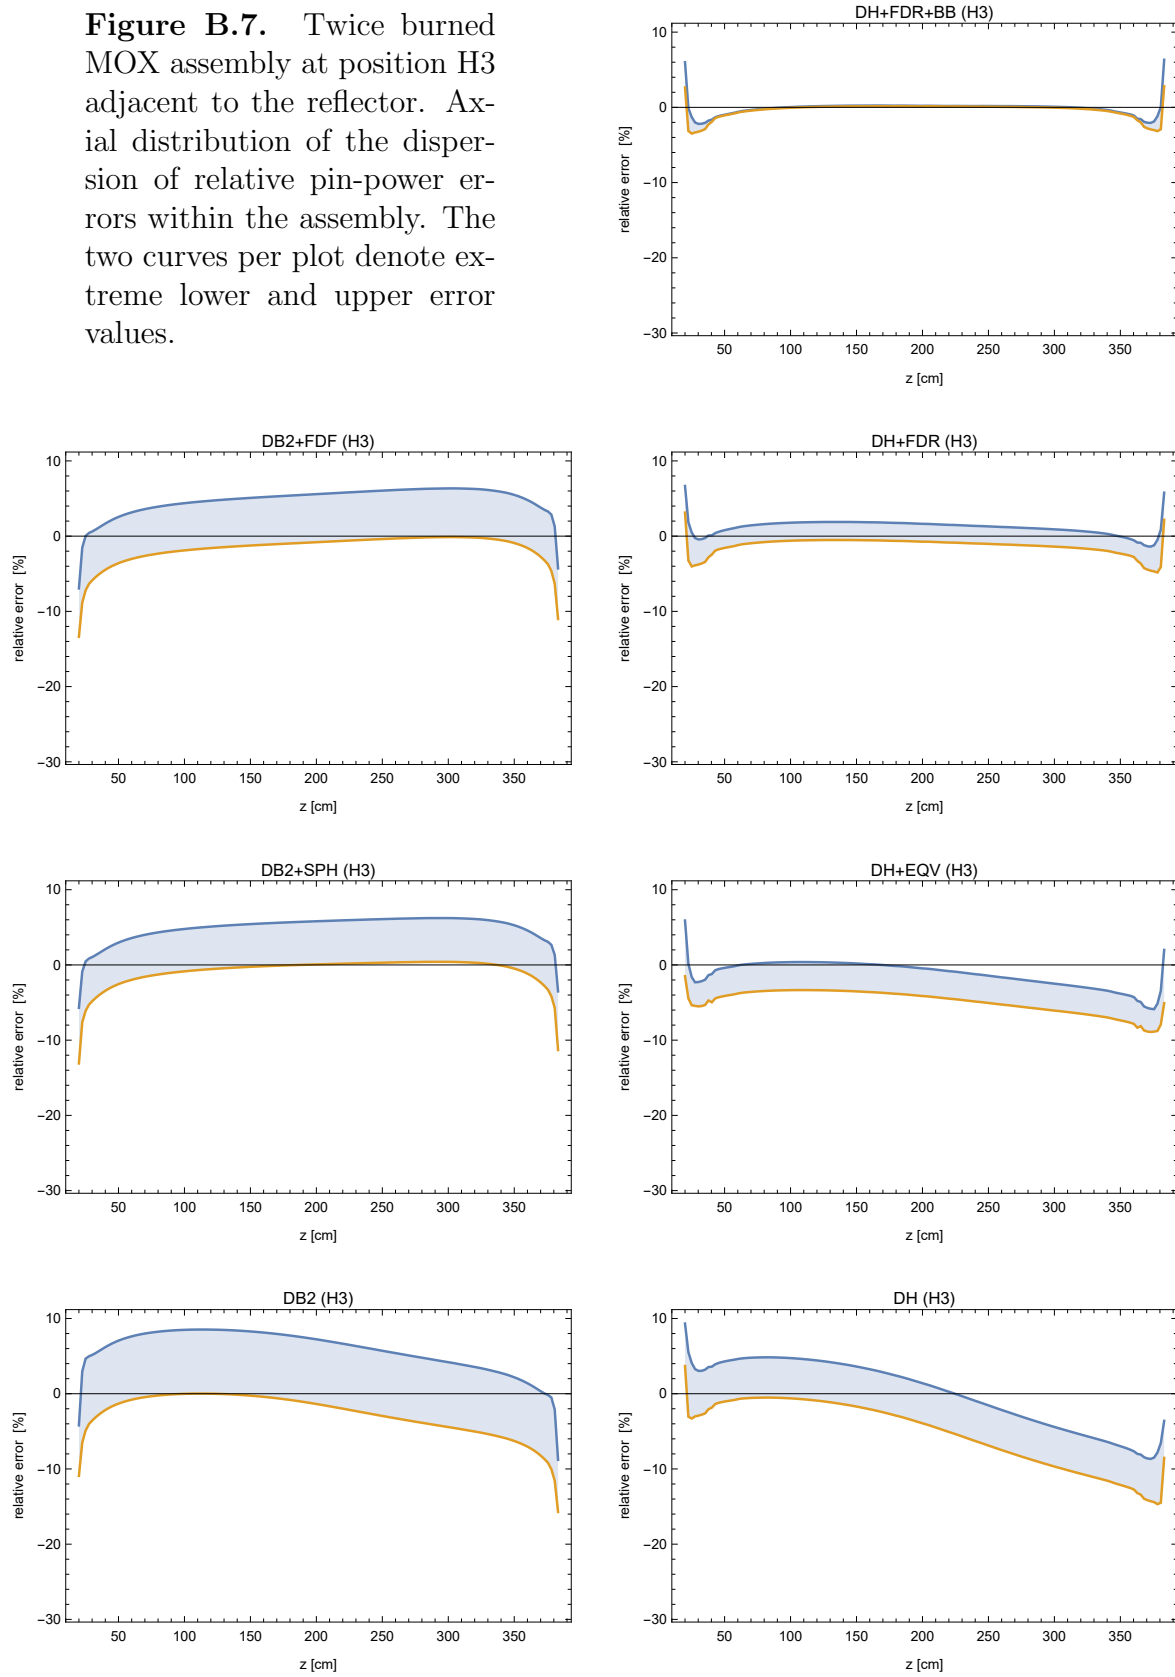 Figure B.7. Twice burned
MOX assembly at position H3
adjacent to the reflector. Ax-
ial distribution of the disper-
sion of relative pin-power er-
rors within the assembly. The
two curves per plot denote ex-
treme lower and upper error
values.
DH+FDR+BB (H3)
10
0
−10
−20
−30
relative error [%]
50 100 150 200 250 300 350
z [cm]
DB2+FDF (H3)
10
0
−10
−20
−30
relative error [%]
50 100 150 200 250 300 350
z [cm]
DH+FDR (H3)
10
0
−10
−20
−30
relative error [%]
50 100 150 200 250 300 350
z [cm]
DB2+SPH (H3)
10
0
−10
−20
−30
relative error [%]
50 100 150 200 250 300 350
z [cm]
DH+EQV (H3)
10
0
−10
−20
−30
relative error [%]
50 100 150 200 250 300 350
z [cm]
DB2 (H3)
10
0
−10
−20
−30
relative error [%]
50 100 150 200 250 300 350
z [cm]
DH (H3)
10
0
−10
−20
−30
relative error [%]
50 100 150 200 250 300 350
z [cm]